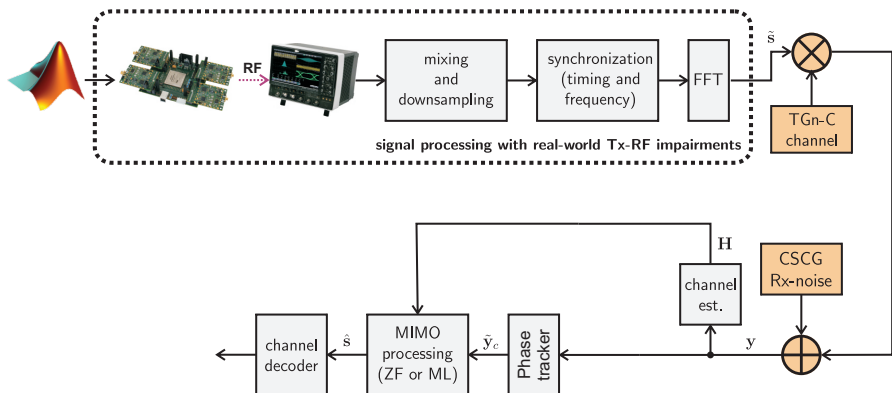 RF
mixing
and
downsampling
synchronization
(timing and
frequency)
FFT
s̃
TGn-C
channel
signal processing with real-world Tx-RF impairments
H
CSCG
Rx-noise
channel
est.
channel
decoder
ŝ
MIMO
processing
(ZF or ML)
ỹc
Phase
tracker
y